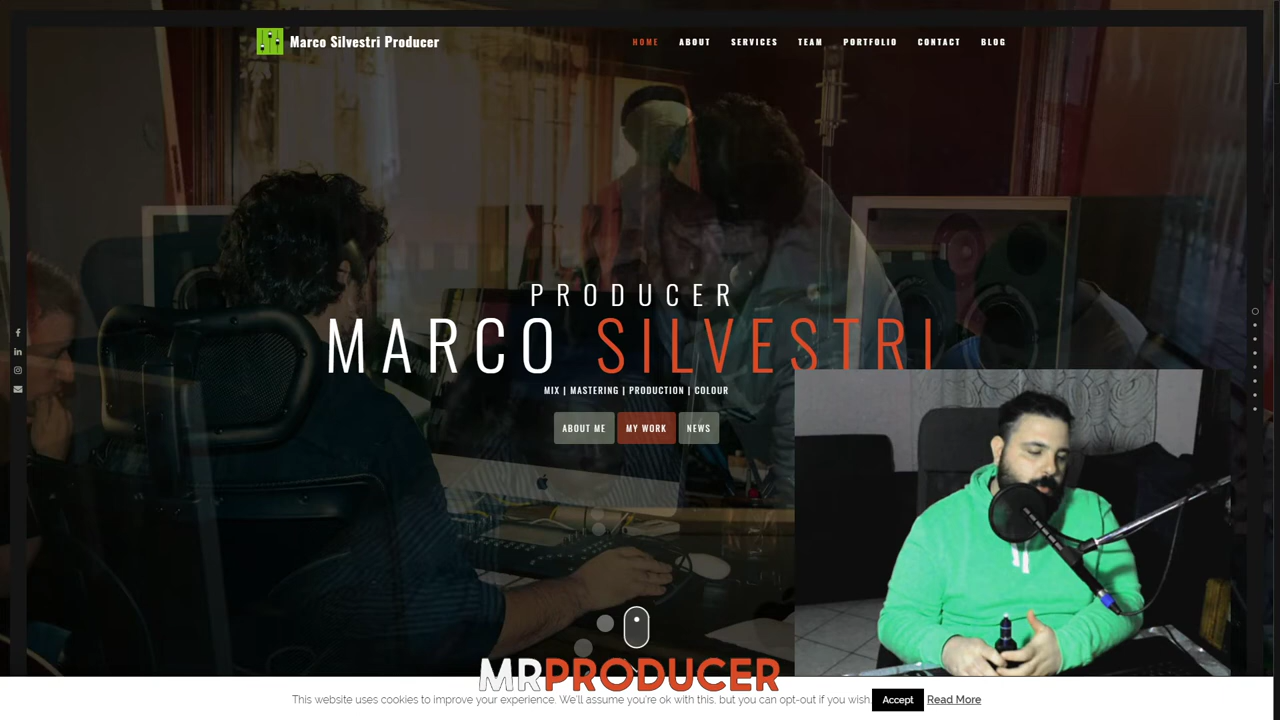 Marco Silvestri Producer
HOME ABOUT SERVICES TEAM PORTFOLIO CONTACT BLOG
PRODUCER
MARCO SILVESTRI
MIX | MASTERING | PRODUCTION | COLOUR
ABOUT ME MY WORK NEWS
MRPRODUCER
This website uses cookies to improve your experience. We'll assume you're ok with this, but you can opt-out if you wish. Accept Read More